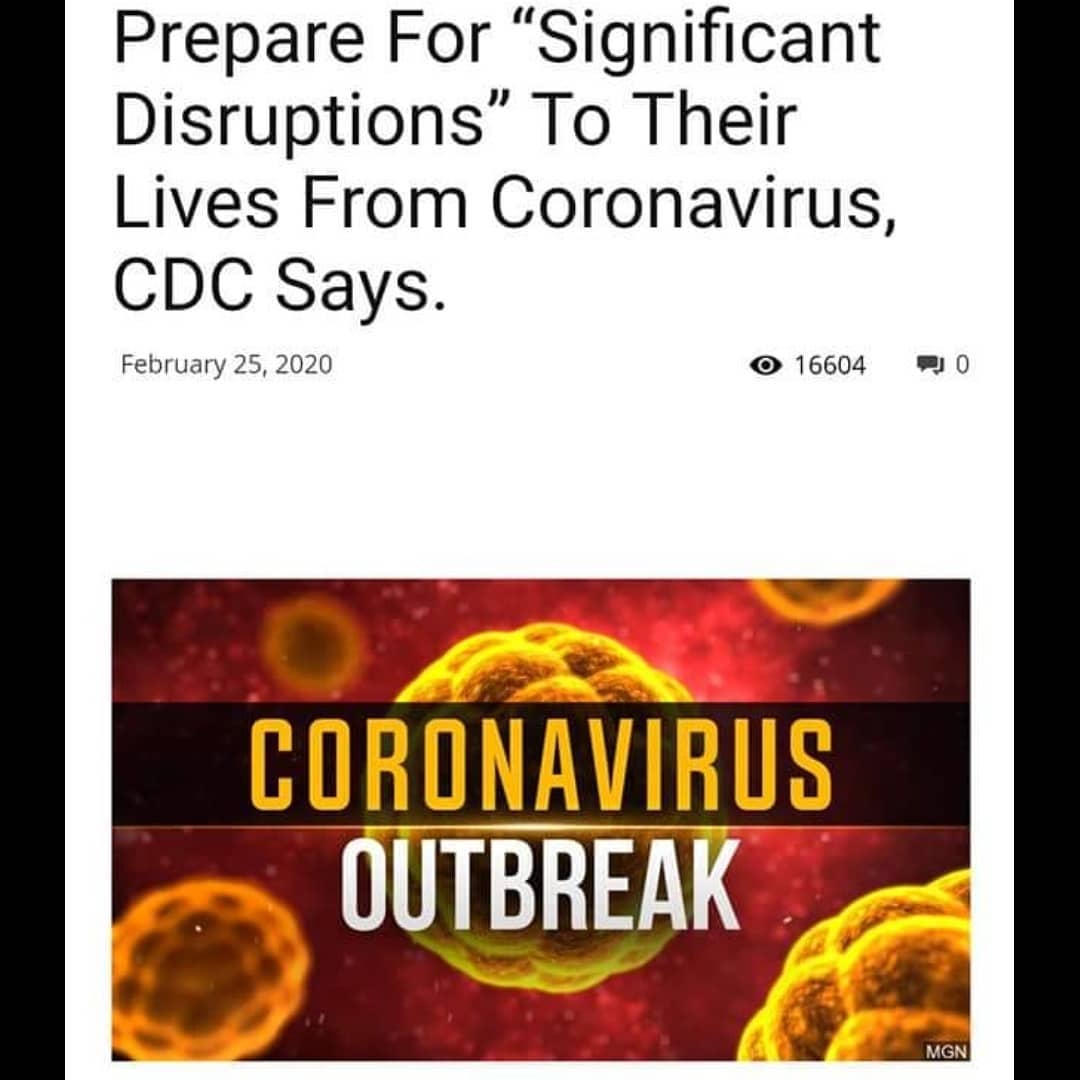 Prepare For “Significant
Disruptions” To Their
Lives From Coronavirus,
CDC Says.
February 25, 2020 16604 0
CORONAVIRUS
OUTBREAK
MGN